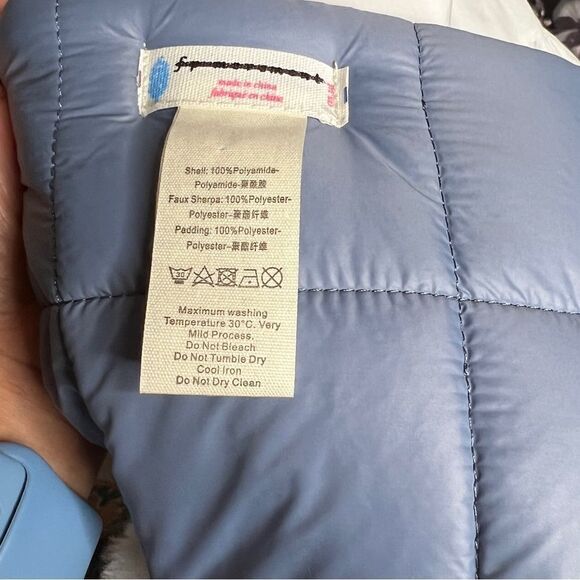 made in china
fabriqué en chine
Shell: 100%Polyamida-
Polyamide-聚酰胺
Faux Sherpa: 100%Polyester-
Polyester-聚酯纤维
Padding: 100%Polyester-
Polyester-聚酯纤维
30
Maximum washing
Temperature 30°C. Very
Mild Process.
Do Not Bleach
Do Not Tumble Dry
Cool Iron
Do Not Dry Clean